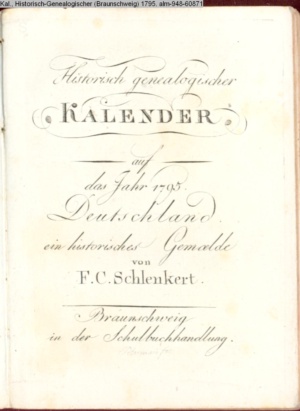 Kal., Historisch-Genealogischer (Braunschweig) 1795. alm-948-60871
Historisch genealogischer
KALENDER
auf
das Jahr 1795.
Deutschland.
ein historisches Gemælde
von
F. C. Schlenkert.
Braunschweig
in der Schulbuchhandlung.